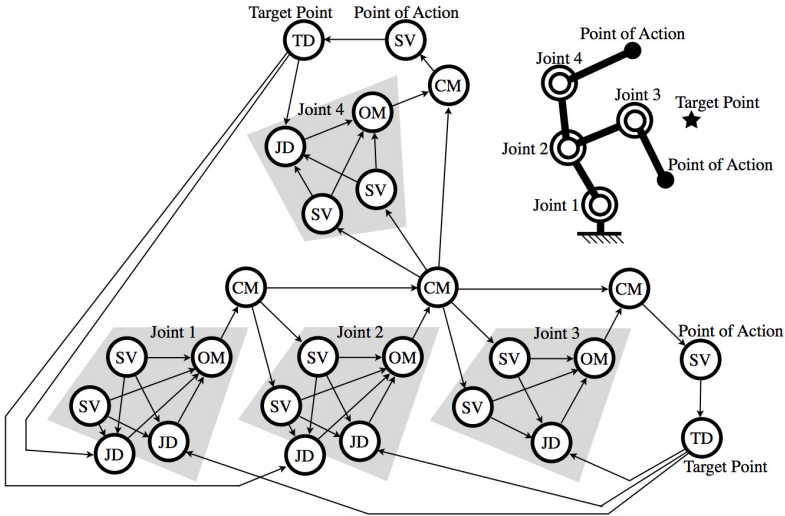 Target Point
Point of Action
TD
SV
CM
Joint 4
OM
JD
SV
SV
Point of Action
Joint 4
Joint 3
Target Point
Joint 2
Point of Action
Joint 1
CM
CM
CM
Joint 1
SV
OM
SV
JD
JD
Joint 2
SV
OM
SV
JD
JD
Joint 3
SV
OM
SV
JD
Point of Action
SV
TD
Target Point